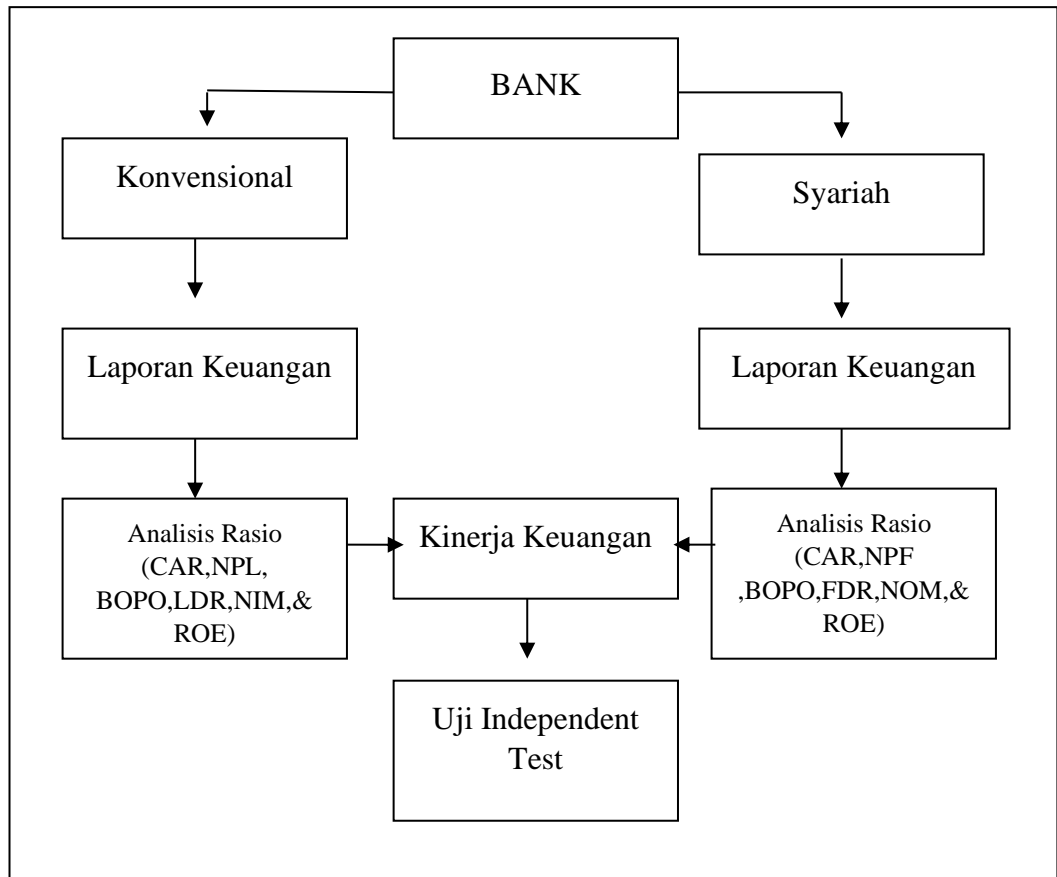 BANK
Konvensional
Syariah
Laporan Keuangan
Laporan Keuangan
Analisis Rasio
(CAR,NPL,
BOPO,LDR,NIM,&
ROE)
Kinerja Keuangan
Analisis Rasio
(CAR,NPF
,BOPO,FDR,NOM,&
ROE)
Uji Independent
Test